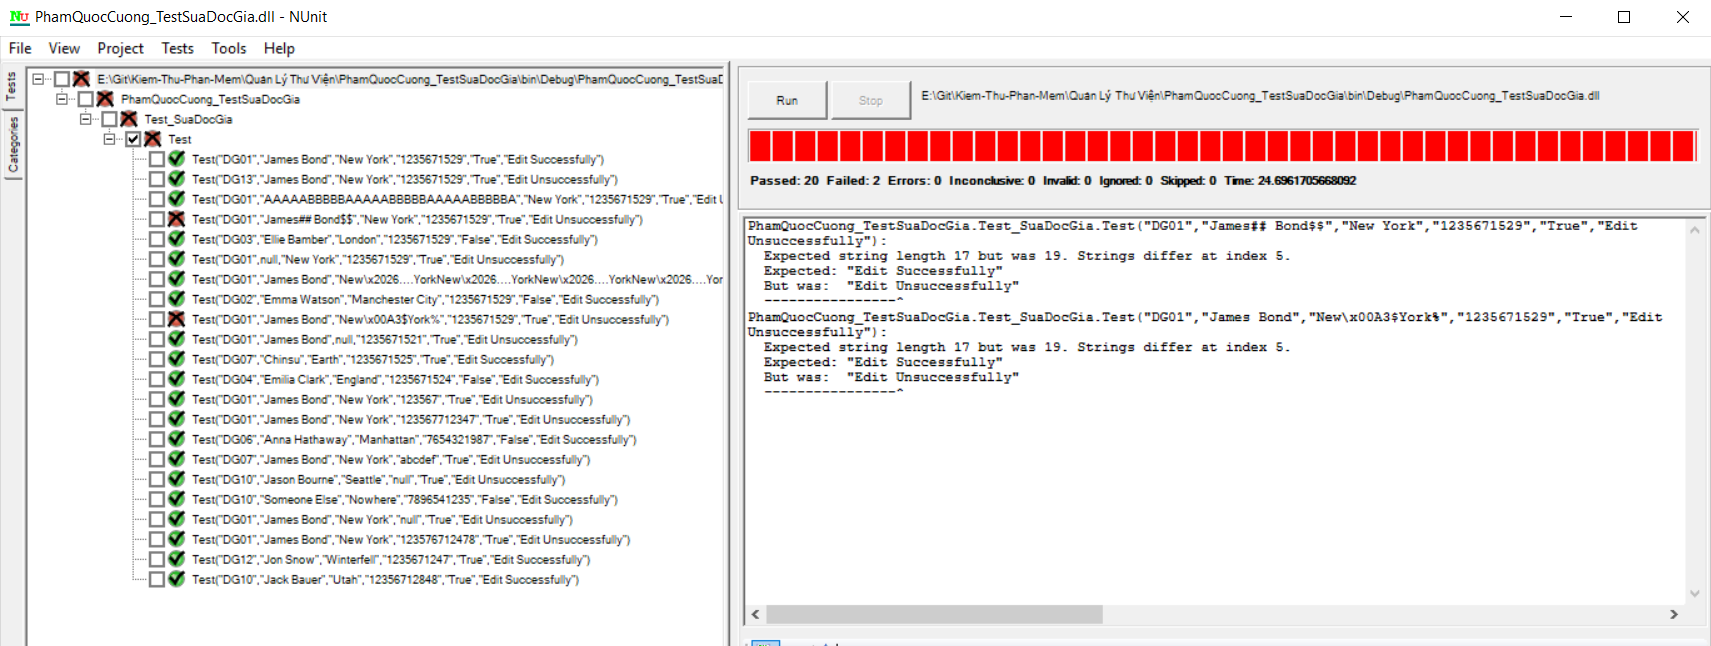 PhamQuocCuong_TestSuaDocGia.dll - NUnit
File View Project Tests Tools Help
Tests
Categories
E:\Git\Kiem-Thu-Phan-Mem\Quản Lý Thư Viện\PhamQuocCuong_TestSuaDocGia\bin\Debug\PhamQuocCuong_TestSuaD
PhamQuocCuong_TestSuaDocGia
Test_SuaDocGia
Test
Test("DG01","James Bond","New York","1235671529","True","Edit Successfully")
Test("DG13","James Bond","New York","1235671529","True","Edit Unsuccessfully")
Test("DG01","AAAAABBBBBAAAAABBBBBAAAAABBBBBA","New York","1235671529","True","Edit U
Test("DG01","James## Bond$$","New York","1235671529","True","Edit Unsuccessfully")
Test("DG03","Ellie Bamber","London","1235671529","False","Edit Successfully")
Test("DG01",null,"New York","1235671529","True","Edit Unsuccessfully")
Test("DG01","James Bond","New\x2026....YorkNew\x2026....YorkNew\x2026....YorkNew\x2026....Yor
Test("DG02","Emma Watson","Manchester City","1235671529","False","Edit Successfully")
Test("DG01","James Bond","New\x00A3$York%","1235671529","True","Edit Unsuccessfully")
Test("DG01","James Bond",null,"1235671521","True","Edit Unsuccessfully")
Test("DG07","Chinsu","Earth","1235671525","True","Edit Successfully")
Test("DG04","Emilia Clark","England","1235671524","False","Edit Successfully")
Test("DG01","James Bond","New York","123567","True","Edit Unsuccessfully")
Test("DG01","James Bond","New York","123567712347","True","Edit Unsuccessfully")
Test("DG06","Anna Hathaway","Manhattan","7654321987","False","Edit Successfully")
Test("DG07","James Bond","New York","abcdef","True","Edit Unsuccessfully")
Test("DG10","Jason Bourne","Seattle","null","True","Edit Unsuccessfully")
Test("DG10","Someone Else","Nowhere","7896541235","False","Edit Successfully")
Test("DG01","James Bond","New York","null","True","Edit Unsuccessfully")
Test("DG01","James Bond","New York","123576712478","True","Edit Unsuccessfully")
Test("DG12","Jon Snow","Winterfell","1235671247","True","Edit Successfully")
Test("DG10","Jack Bauer","Utah","12356712848","True","Edit Successfully")
Run Stop E:\Git\Kiem-Thu-Phan-Mem\Quản Lý Thư Viện\PhamQuocCuong_TestSuaDocGia\bin\Debug\PhamQuocCuong_TestSuaDocGia.dll
Passed: 20 Failed: 2 Errors: 0 Inconclusive: 0 Invalid: 0 Ignored: 0 Skipped: 0 Time: 24.6961705668092
PhamQuocCuong_TestSuaDocGia.Test_SuaDocGia.Test("DG01","James## Bond$$","New York","1235671529","True","Edit
Unsuccessfully"):
Expected string length 17 but was 19. Strings differ at index 5.
Expected: "Edit Successfully"
But was: "Edit Unsuccessfully"
----------------^
PhamQuocCuong_TestSuaDocGia.Test_SuaDocGia.Test("DG01","James Bond","New\x00A3$York%","1235671529","True","Edit
Unsuccessfully"):
Expected string length 17 but was 19. Strings differ at index 5.
Expected: "Edit Successfully"
But was: "Edit Unsuccessfully"
----------------^